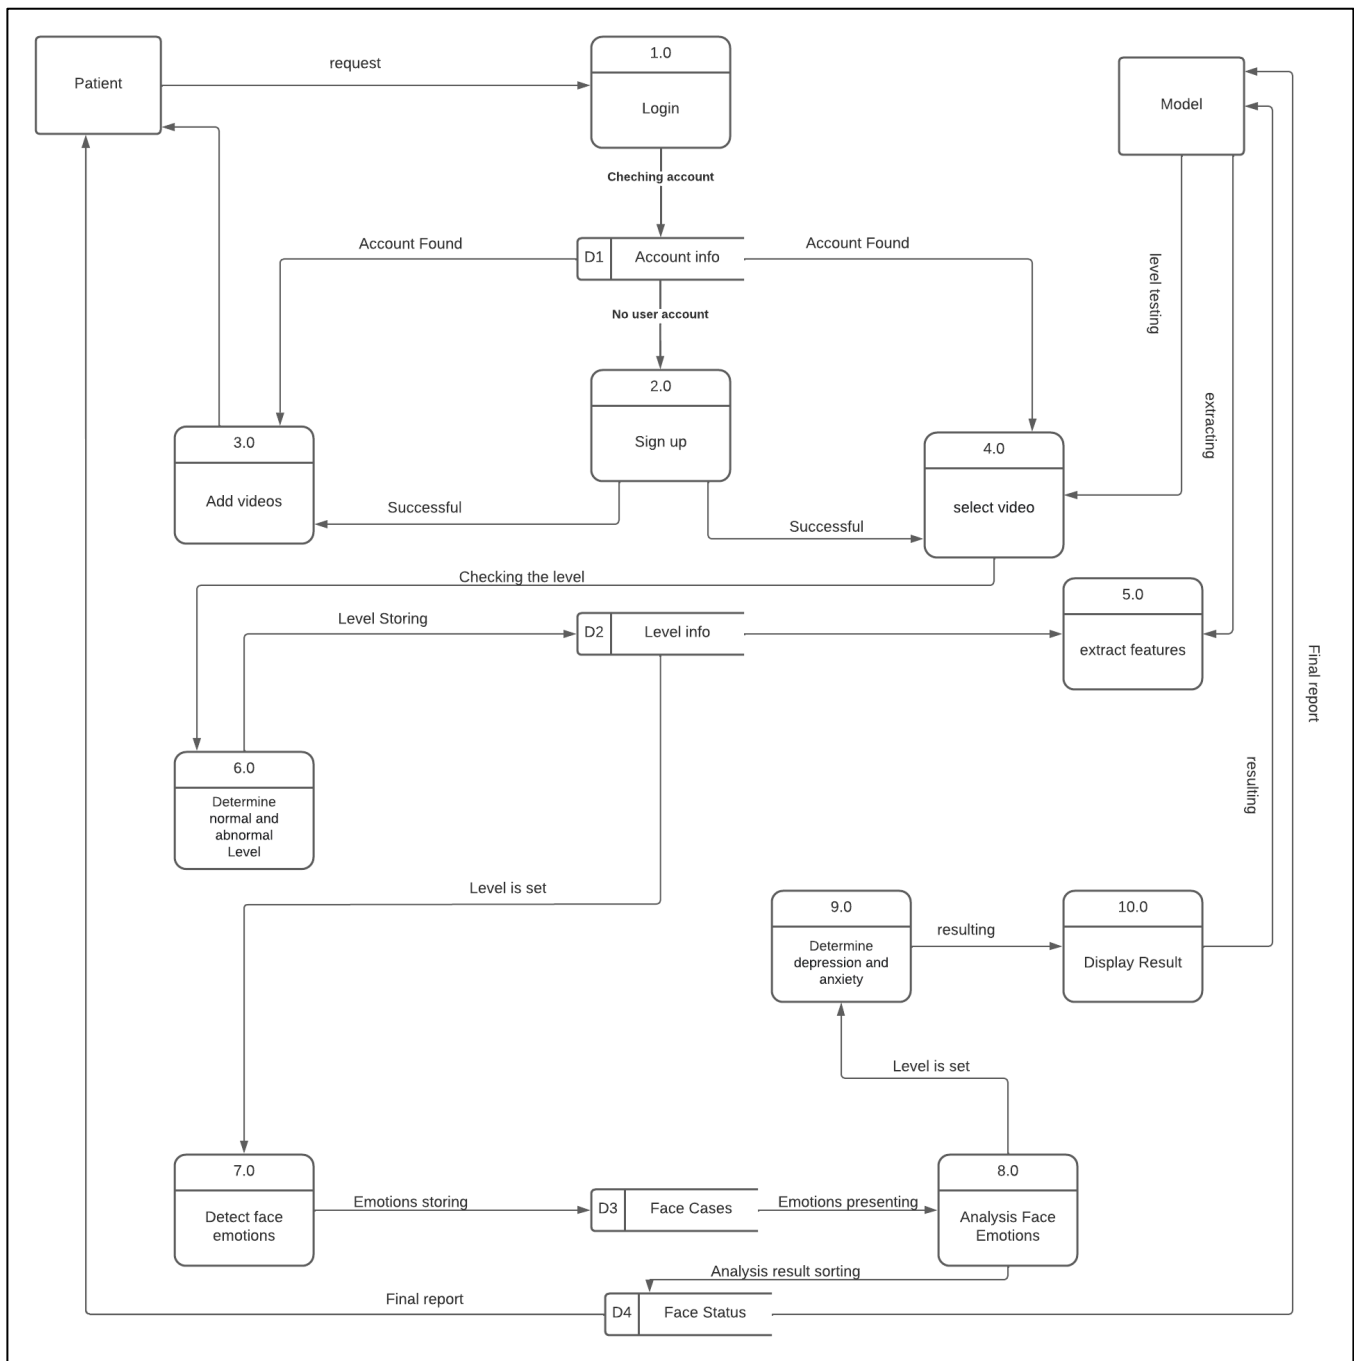 request
Patient
1.0
Login
Model
Cheching account
Account Found
D1
Account info
Account Found
level testing
No user account
2.0
Sign up
extracting
3.0
Add videos
4.0
select video
Successful
Successful
Checking the level
5.0
extract features
Level Storing
D2
Level info
Final report
6.0
Determine
normal and
abnormal
Level
resulting
Level is set
9.0
Determine
depression and
anxiety
resulting
10.0
Display Result
Level is set
7.0
Detect face
emotions
Emotions storing
D3
Face Cases
Emotions presenting
8.0
Analysis Face
Emotions
Analysis result sorting
Final report
D4
Face Status